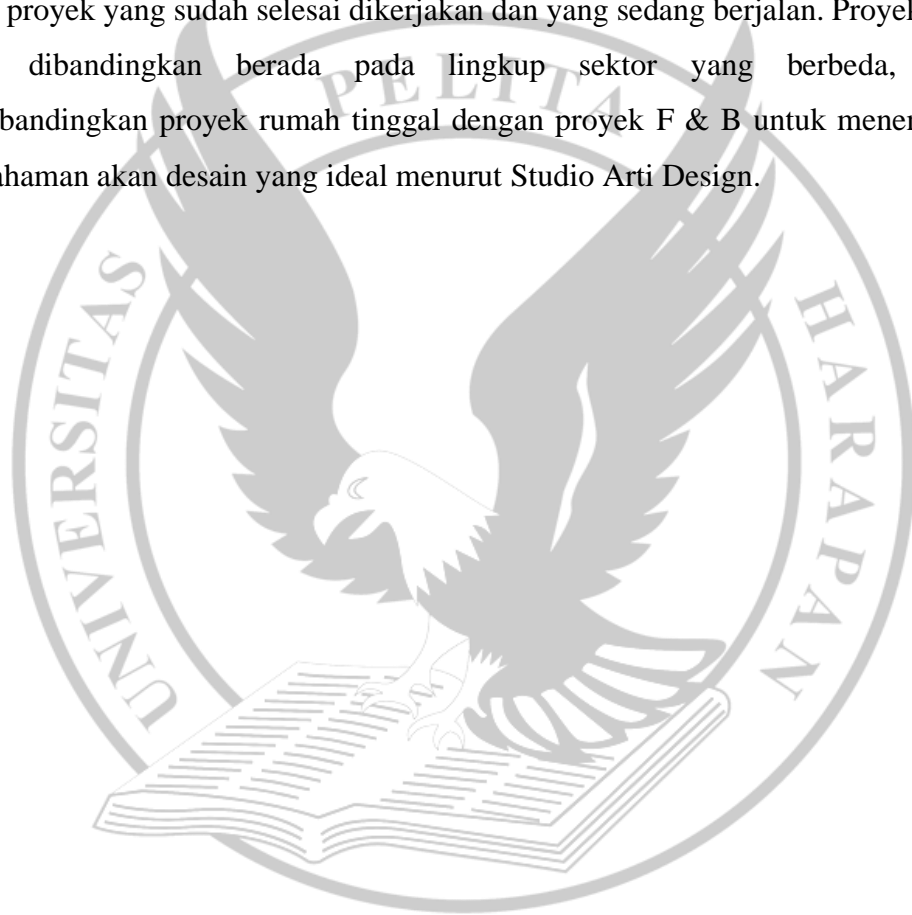 proyek yang sudah selesai dikerjakan dan yang sedang berjalan. Proyek
dibandingkan berada pada lingkup sektor yang berbeda,
bandingkan proyek rumah tinggal dengan proyek F & B untuk menem
ahaman akan desain yang ideal menurut Studio Arti Design.
UNIVERSITAS PELITA HARAPAN